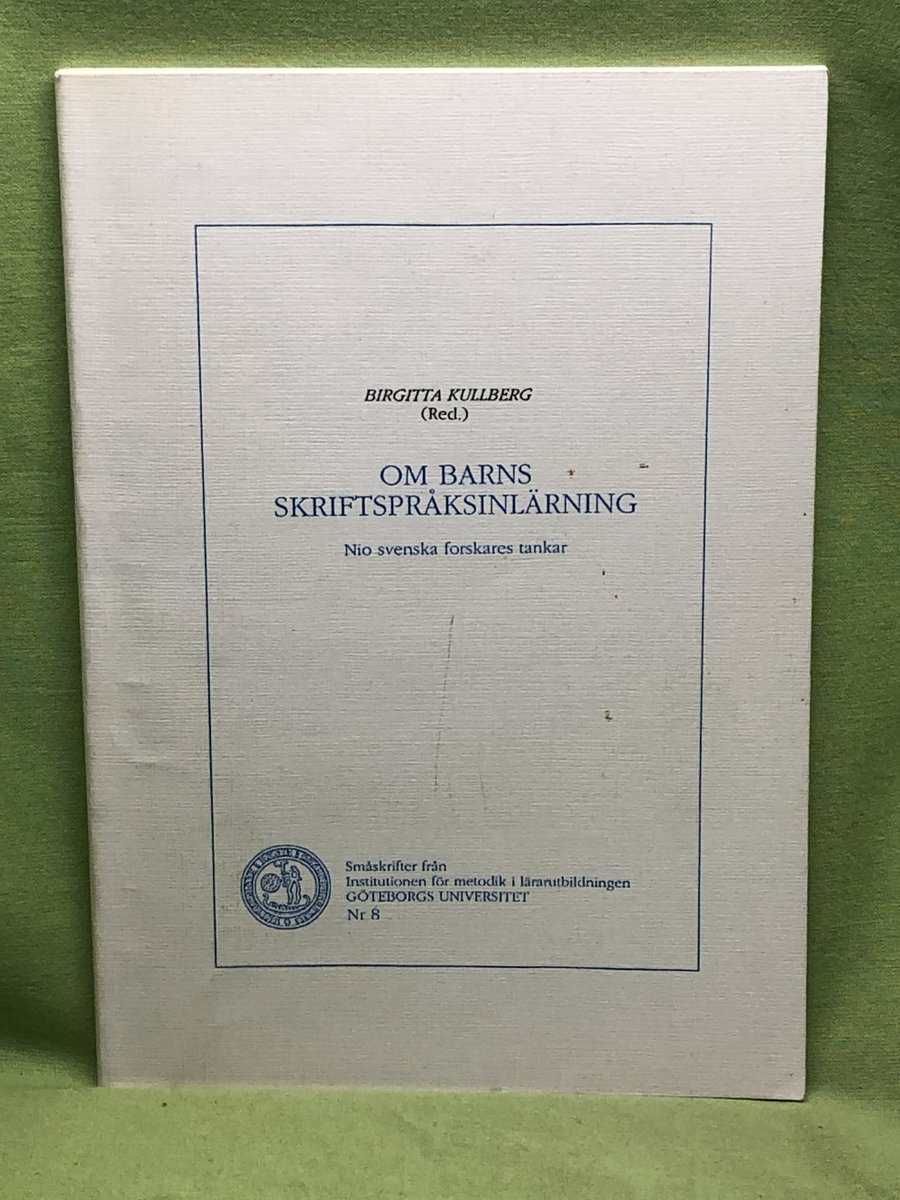 BIRGITTA KULLBERG
(Red.)
OM BARNS
SKRIFTSPRÅKSINLÄRNING
Nio svenska forskares tankar
Småskrifter från
Institutionen för metodik i lärarutbildningen
GÖTEBORGS UNIVERSITET
Nr 8